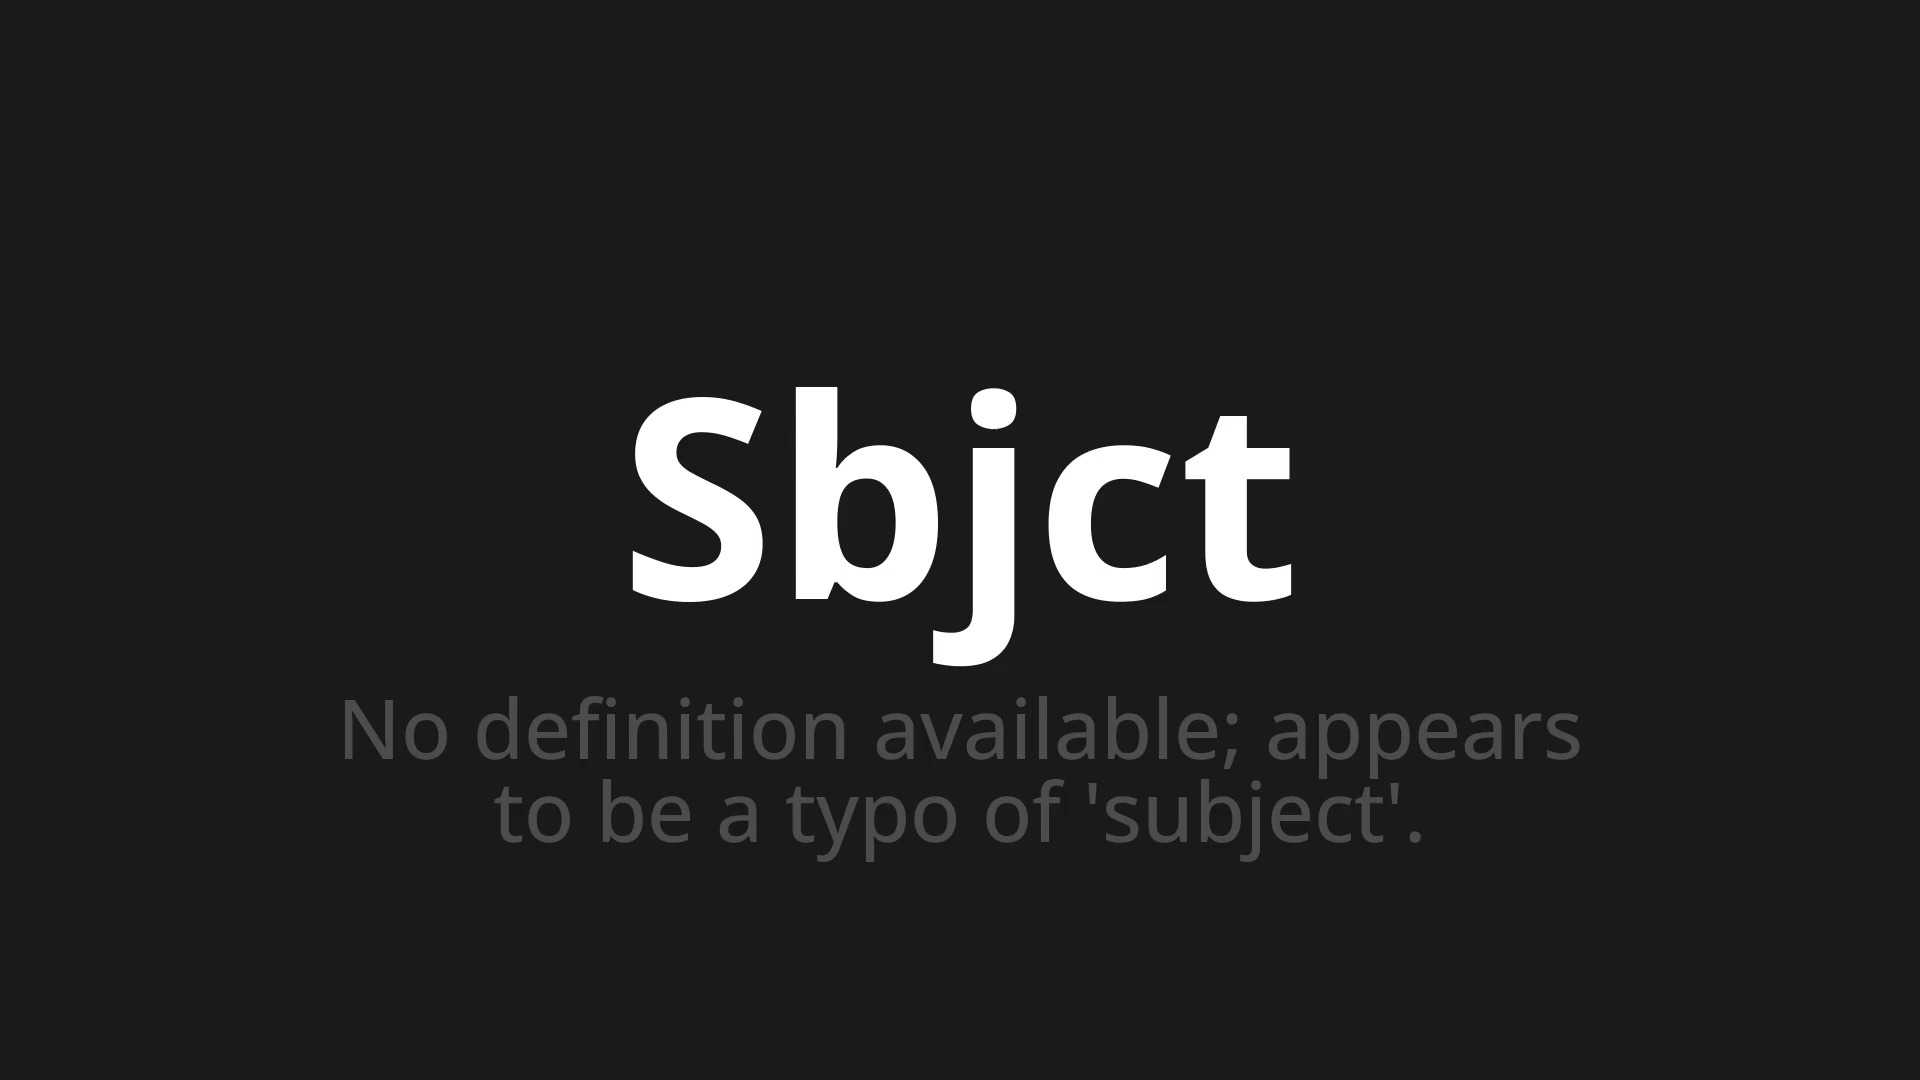 Sbjct
No definition available; appears
to be a typo of 'subject'.